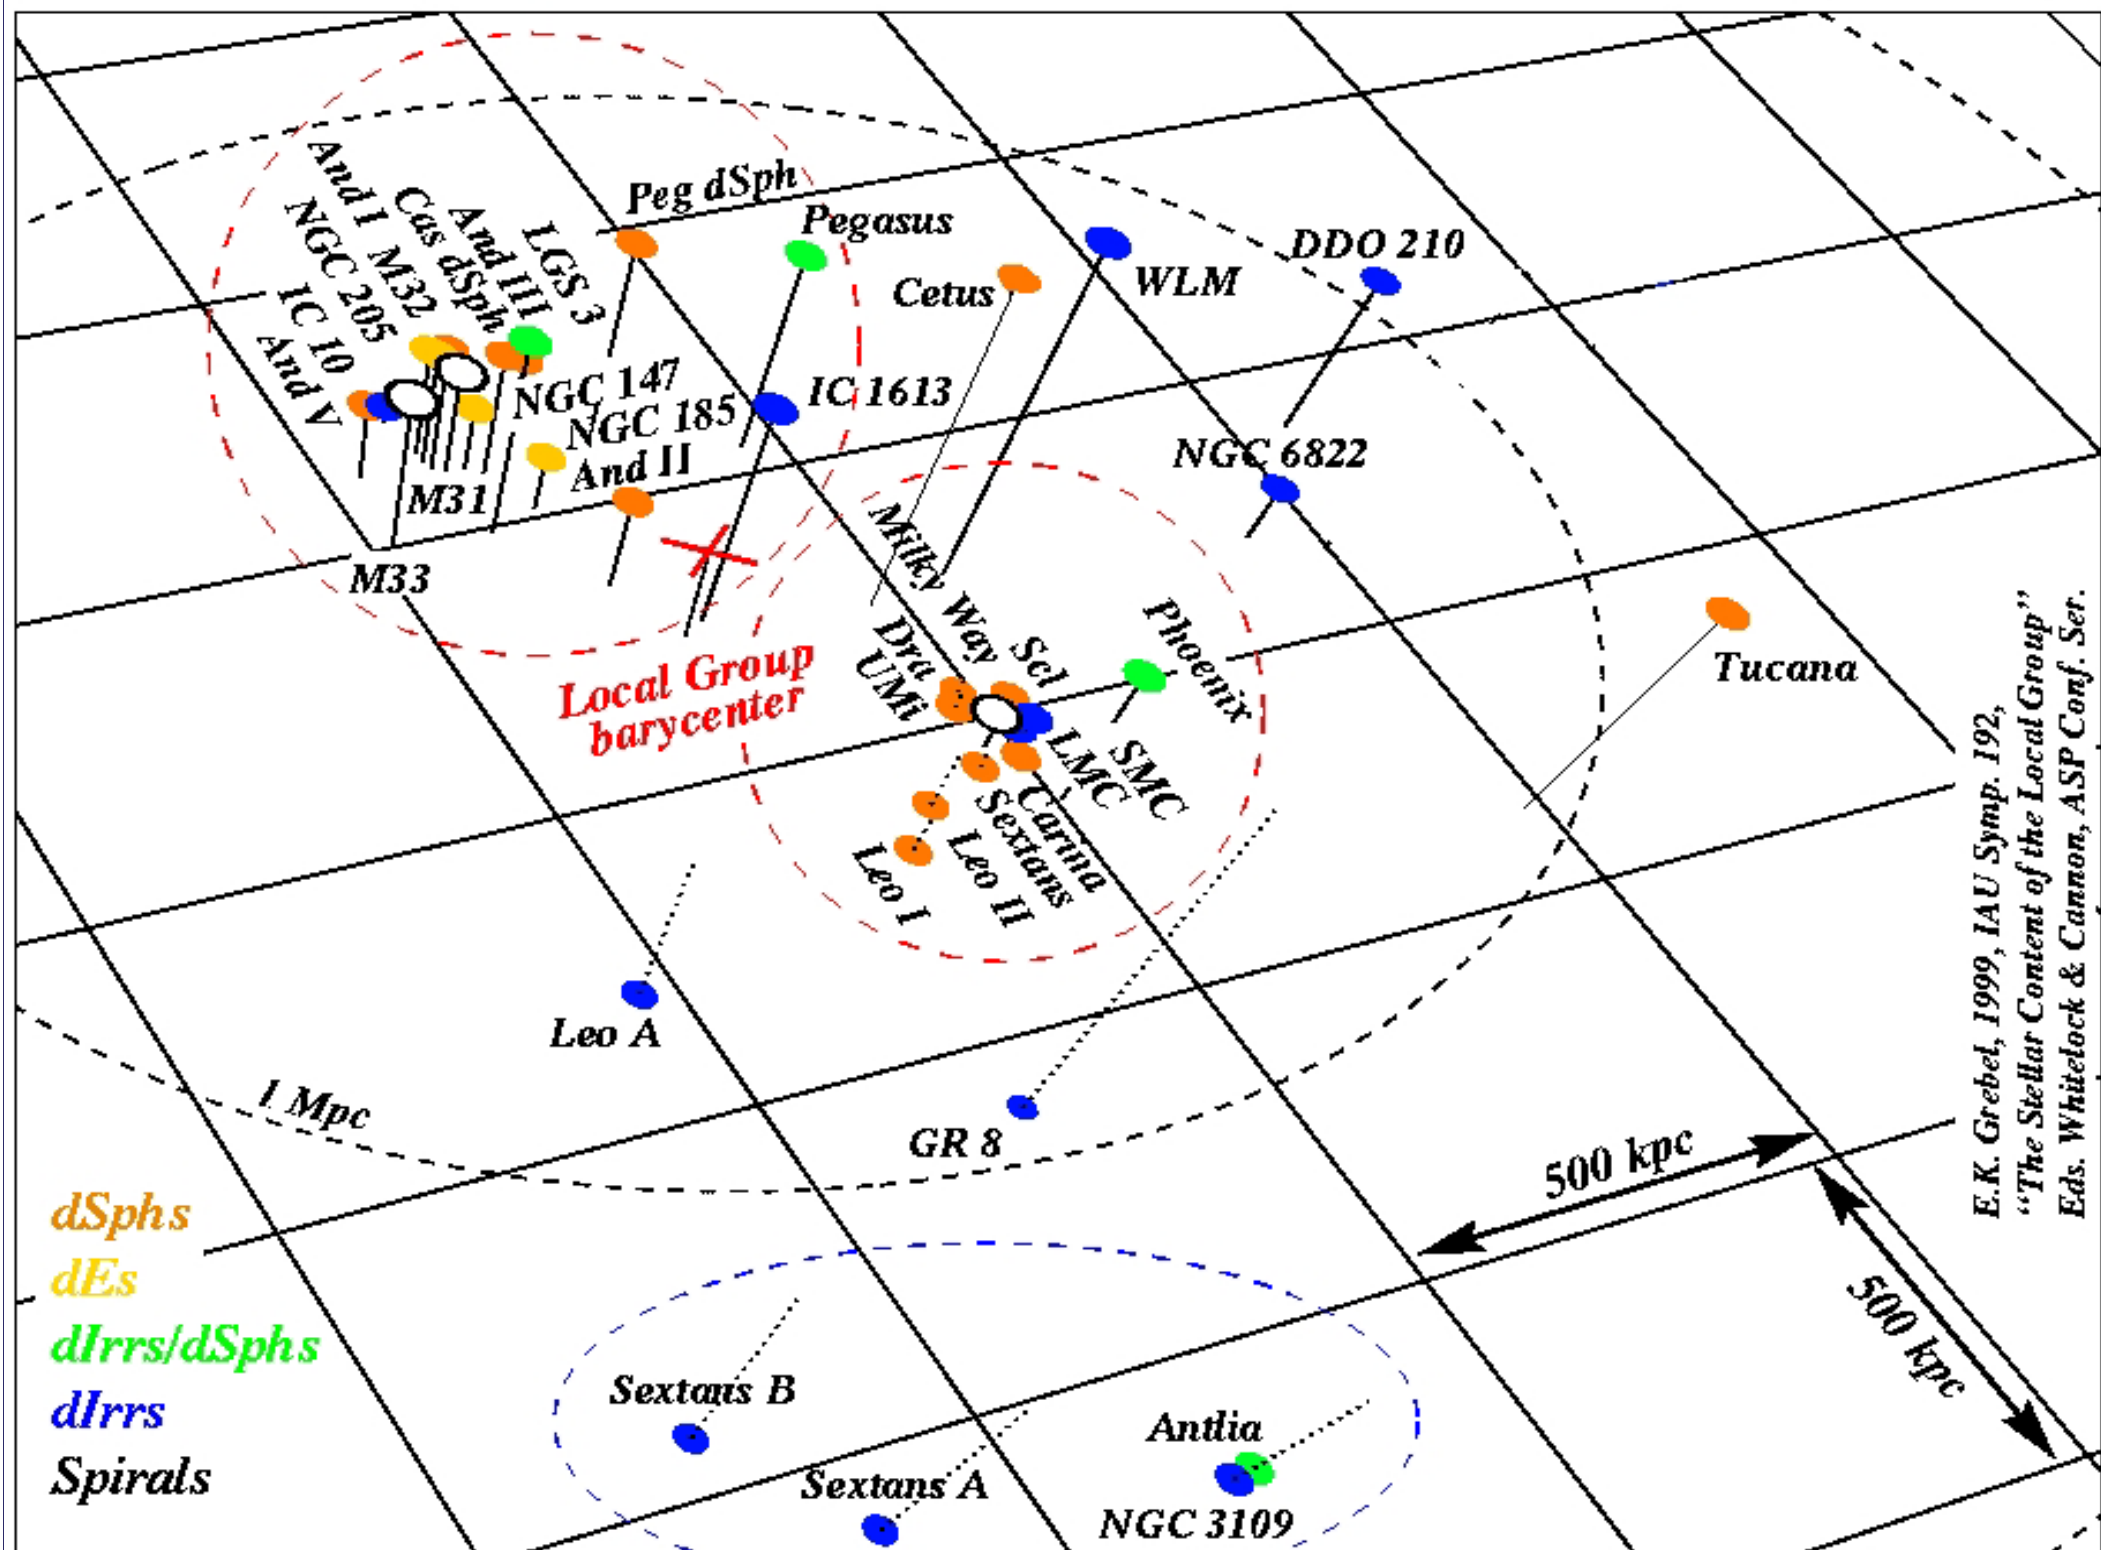 Peg dSph
Pegasus
And I
M32
Cas dSph
And III
LGS 3
NGC 205
IC 10
And V
Cetus
WLM
DDO 210
NGC 147
NGC 185
And II
IC 1613
M31
M33
NGC 6822
Milky Way
Dra
UMi
Scl
Phoenix
Tucana
Local Group
barycenter
LMC
SMC
Carina
Sextans
Leo II
Leo I
Leo A
GR 8
1 Mpc
500 kpc
500 kpc
Sextans B
Sextans A
Antlia
NGC 3109
dSphs
dEs
dIrrs/dSphs
dIrrs
Spirals
E.K. Grebel, 1999, IAU Symp. 192,
“The Stellar Content of the Local Group”
Eds. Whitelock & Cannon, ASP Conf. Ser.